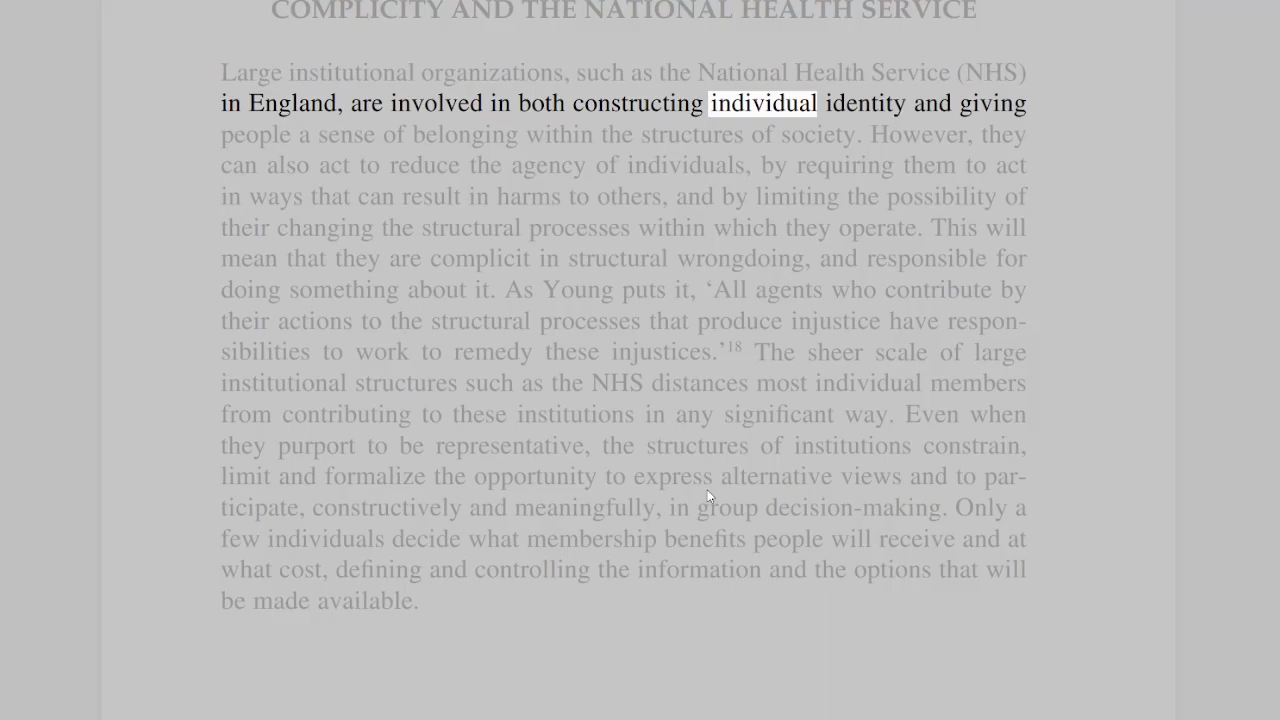 COMPLICITY AND THE NATIONAL HEALTH SERVICE
Large institutional organizations, such as the National Health Service (NHS)
in England, are involved in both constructing individual identity and giving
people a sense of belonging within the structures of society. However, they
can also act to reduce the agency of individuals, by requiring them to act
in ways that can result in harms to others, and by limiting the possibility of
their changing the structural processes within which they operate. This will
mean that they are complicit in structural wrongdoing, and responsible for
doing something about it. As Young puts it, ‘All agents who contribute by
their actions to the structural processes that produce injustice have respon-
sibilities to work to remedy these injustices.’18 The sheer scale of large
institutional structures such as the NHS distances most individual members
from contributing to these institutions in any significant way. Even when
they purport to be representative, the structures of institutions constrain,
limit and formalize the opportunity to express alternative views and to par-
ticipate, constructively and meaningfully, in group decision-making. Only a
few individuals decide what membership benefits people will receive and at
what cost, defining and controlling the information and the options that will
be made available.